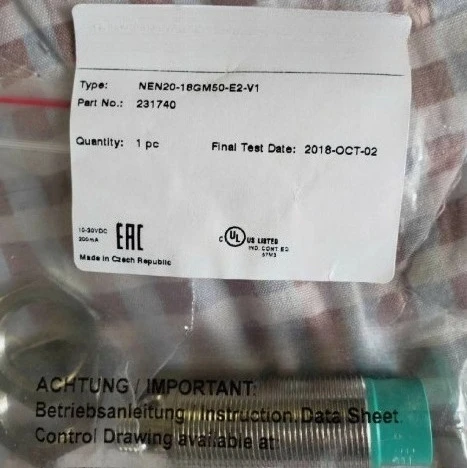 Type: NEN20-18GM50-E2-V1
Part No.: 231740
Quantity: 1 pc Final Test Date: 2018-OCT-02
10-30VDC
200mA
EAC
C UL US LISTED
IND. CONT. EQ.
57M3
Made in Czech Republic
ACHTUNG / IMPORTANT:
Betriebsanleitung / Instruction, Data Sheet,
Control Drawing available at: